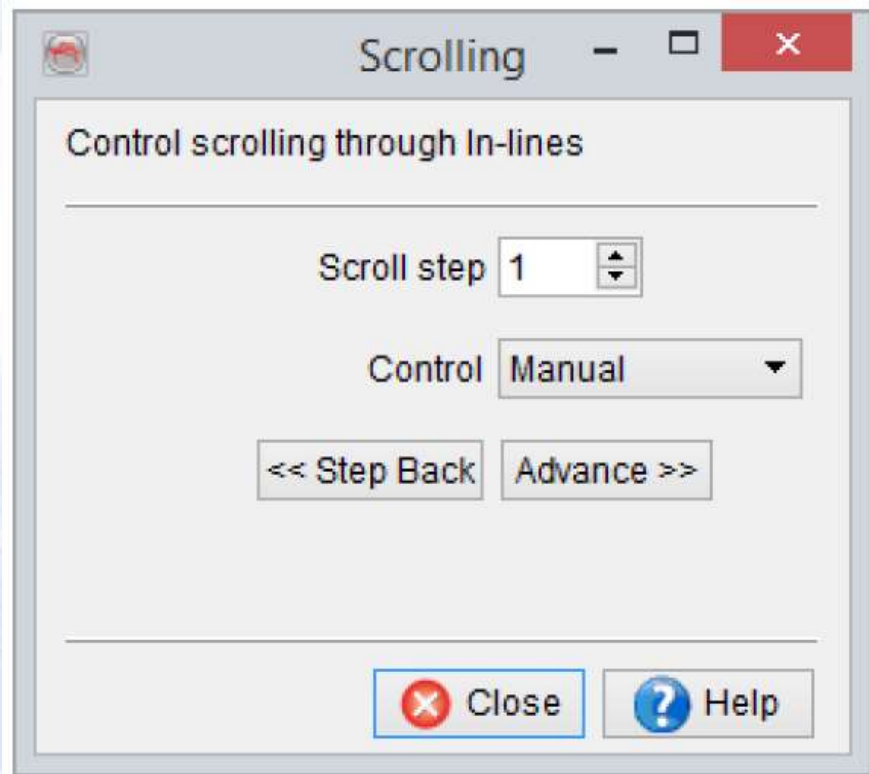 Scrolling
Control scrolling through In-lines
Scroll step 1
Control Manual
<< Step Back Advance >>
Close Help